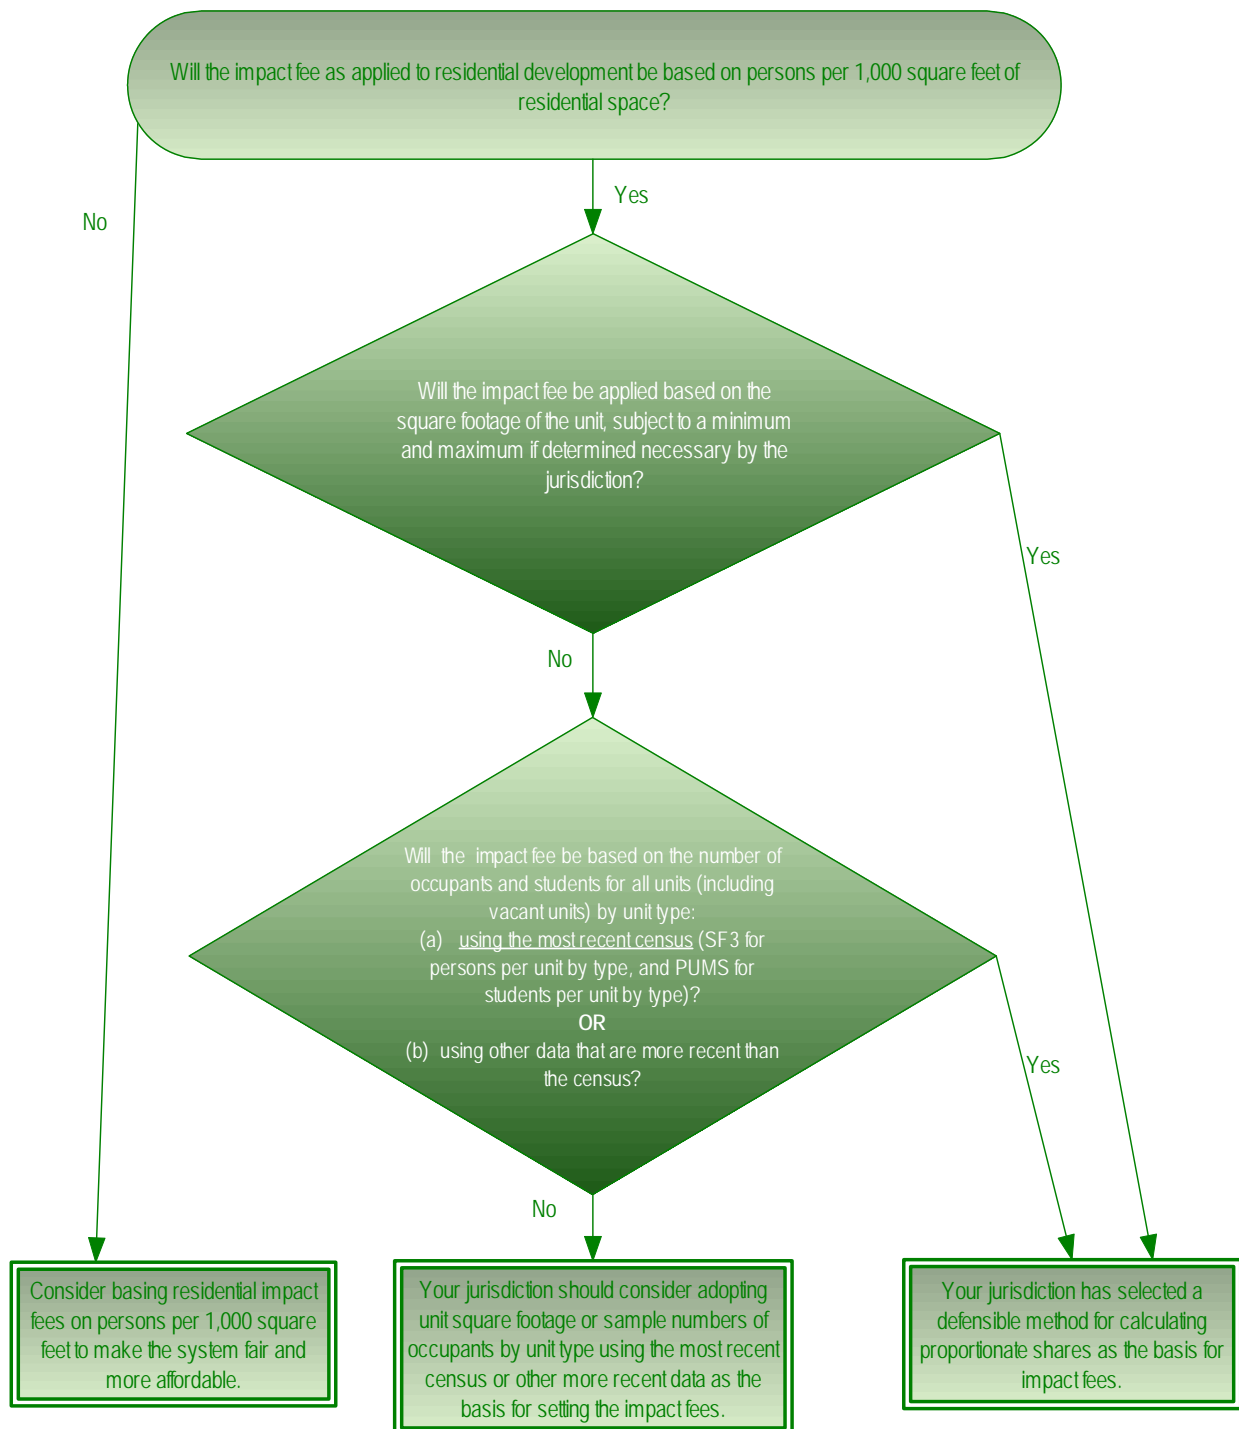 Will the impact fee as applied to residential development be based on persons per 1,000 square feet of
residential space?
No
Yes
Will the impact fee be applied based on the
square footage of the unit, subject to a minimum
and maximum if determined necessary by the
jurisdiction?
Yes
No
Will the impact fee be based on the number of
occupants and students for all units (including
vacant units) by unit type:
(a) using the most recent census (SF3 for
persons per unit by type, and PUMS for
students per unit by type)?
OR
(b) using other data that are more recent than
the census?
Yes
No
Consider basing residential impact
fees on persons per 1,000 square
feet to make the system fair and
more affordable.
Your jurisdiction should consider adopting
unit square footage or sample numbers of
occupants by unit type using the most recent
census or other more recent data as the
basis for setting the impact fees.
Your jurisdiction has selected a
defensible method for calculating
proportionate shares as the basis for
impact fees.